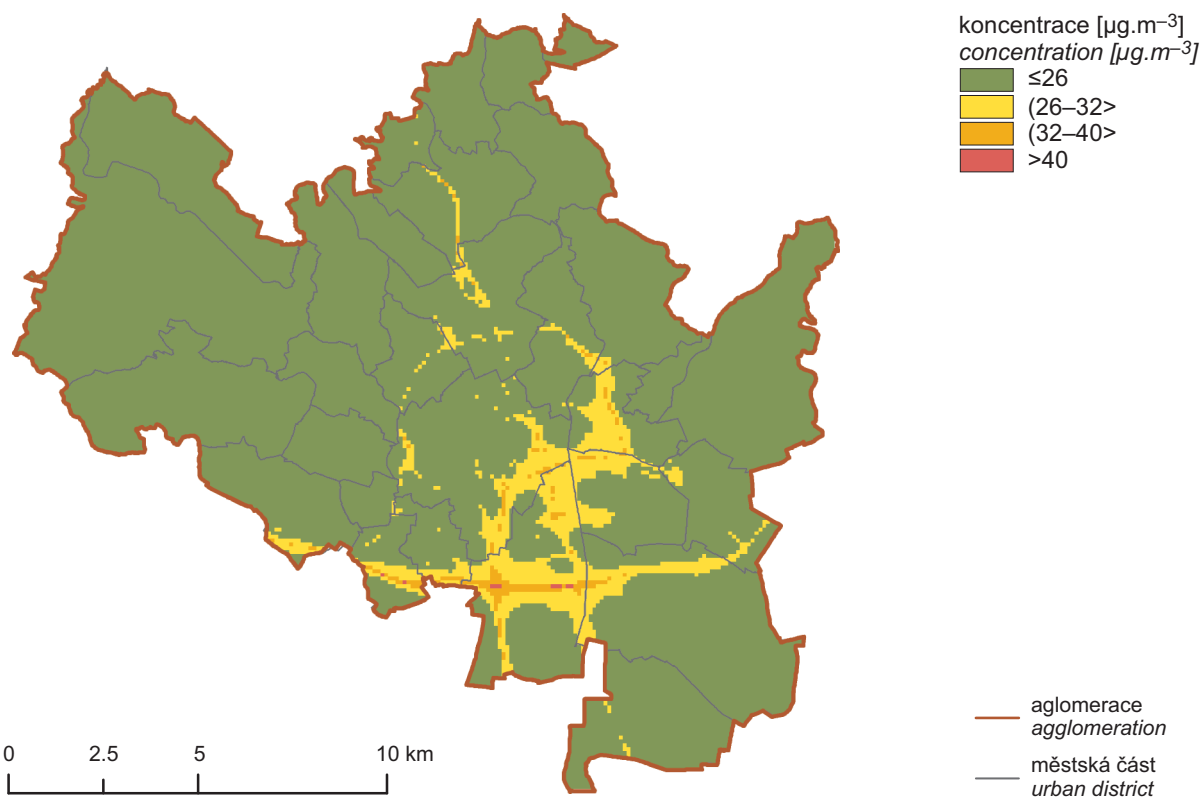 koncentrace [µg.m–3]
concentration [µg.m–3]
≤26
(26–32>
(32–40>
>40
aglomerace
agglomeration
městská část
urban district
0 2.5 5 10 km